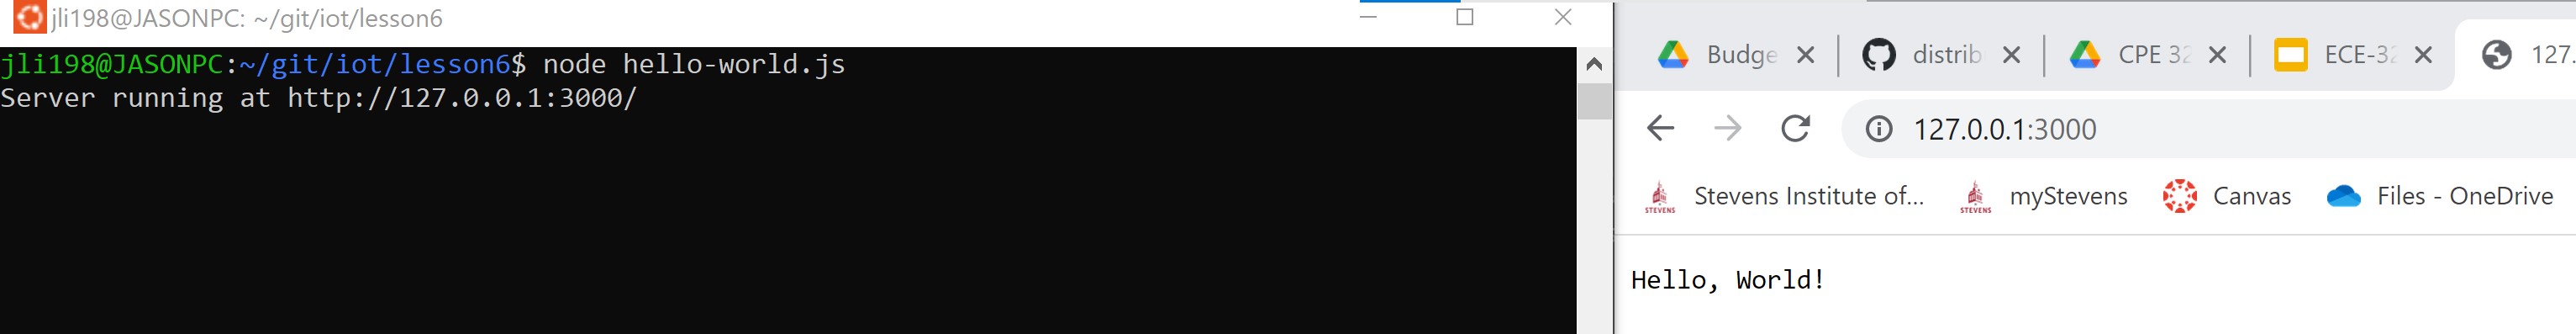 jli198@JASONPC: ~/git/iot/lesson6
jli198@JASONPC:~/git/iot/lesson6$ node hello-world.js
Server running at http://127.0.0.1:3000/
Budge distrib CPE 32 ECE-32 127.
127.0.0.1:3000
STEVENS Stevens Institute of... STEVENS myStevens Canvas Files - OneDrive
Hello, World!